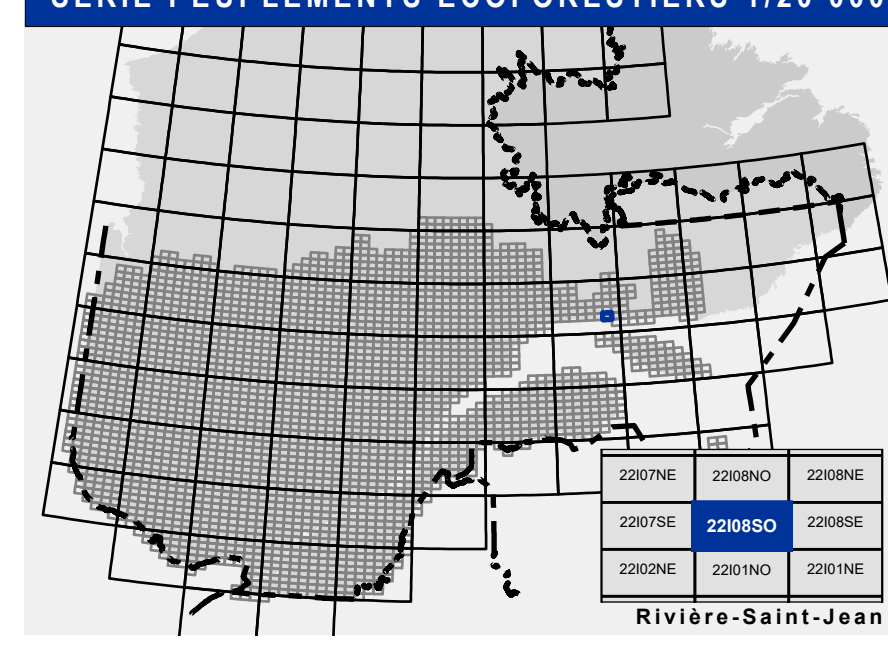 SÉRIE PEUPLEMENTS ÉCOFORESTIERS 1/20 000
22I07NE 22I08NO 22I08NE
22I07SE 22I08SO 22I08SE
22I02NE 22I01NO 22I01NE
Rivière-Saint-Jean